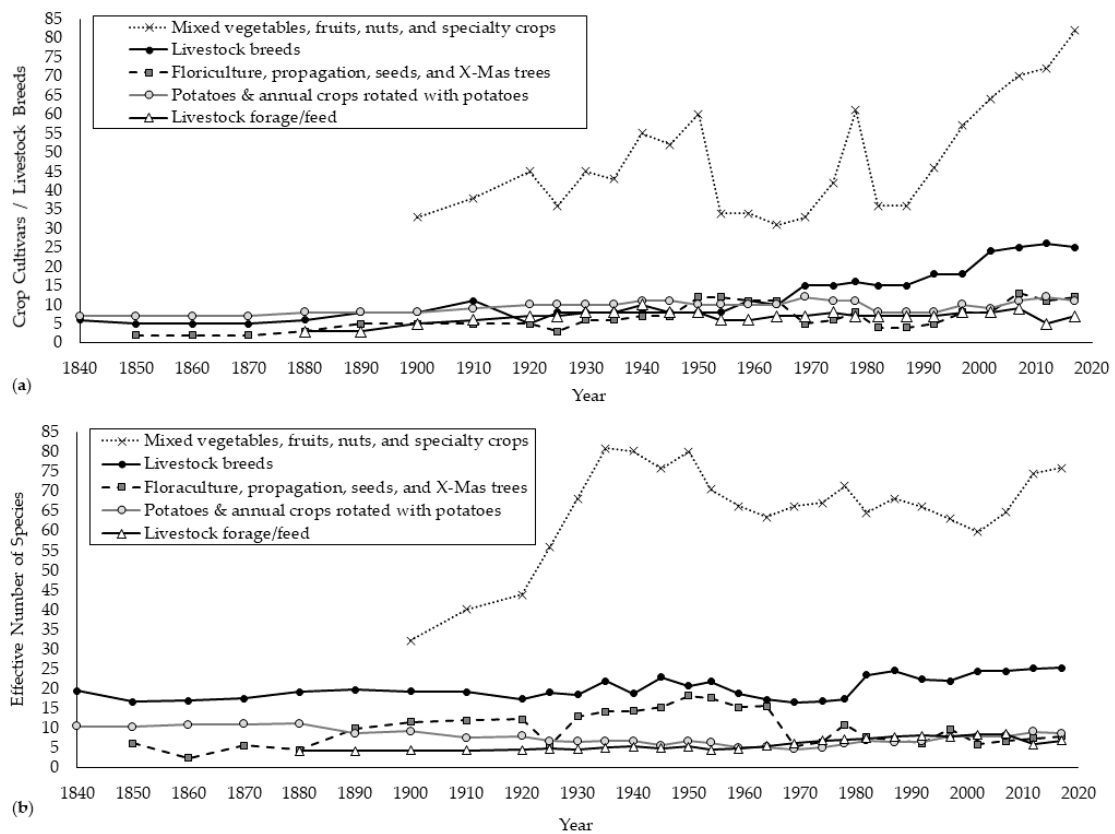 85
80
75
70
65
60
55
50
45
40
35
30
25
20
15
10
5
0
Crop Cultivars / Livestock Breeds
Mixed vegetables, fruits, nuts, and specialty crops
Livestock breeds
Floriculture, propagation, seeds, and X-Mas trees
Potatoes & annual crops rotated with potatoes
Livestock forage/feed
1840 1850 1860 1870 1880 1890 1900 1910 1920 1930 1940 1950 1960 1970 1980 1990 2000 2010 2020
(a)
Year
85
80
75
70
65
60
55
50
45
40
35
30
25
20
15
10
5
0
Effective Number of Species
Mixed vegetables, fruits, nuts, and specialty crops
Livestock breeds
Floraculture, propagation, seeds, and X-Mas trees
Potatoes & annual crops rotated with potatoes
Livestock forage/feed
1840 1850 1860 1870 1880 1890 1900 1910 1920 1930 1940 1950 1960 1970 1980 1990 2000 2010 2020
(b)
Year